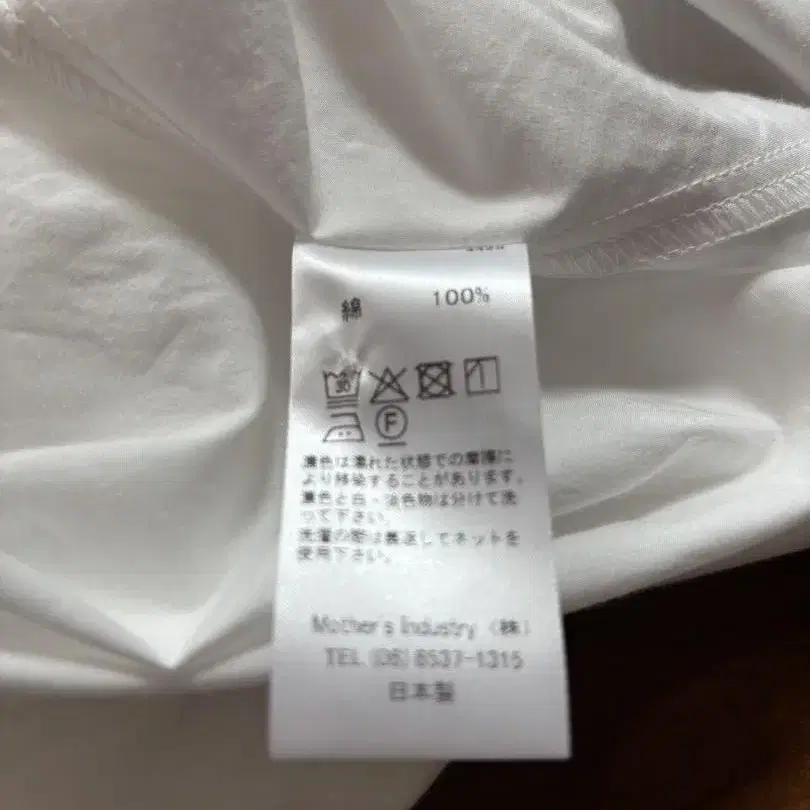 綿 100%
30
F
濃色は濡れた状態での摩擦に
より移染することがあります。
濃色と白・淡色物は分けて洗
って下さい。
洗濯の際は裏返してネットを
使用下さい。
Mother's Industry (株)
TEL (06) 6537-1315
日本製